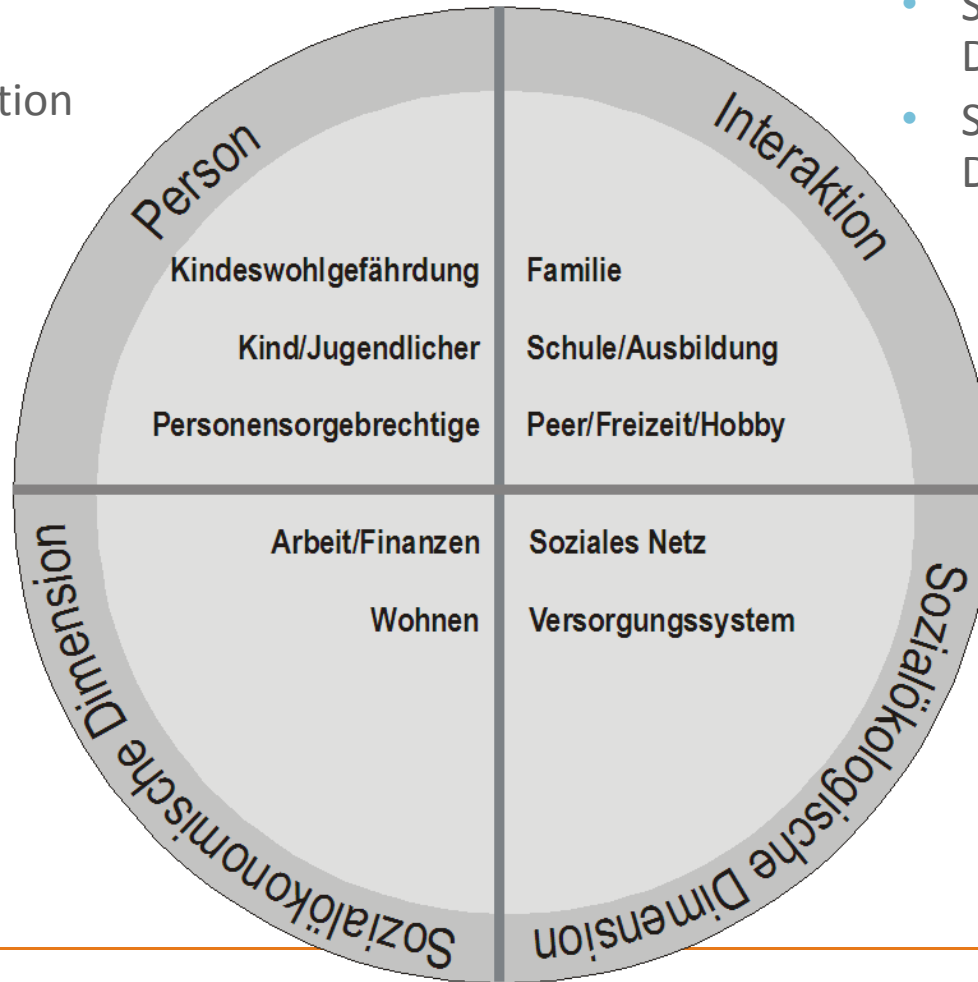 Person
Kindeswohlgefährdung
Kind/Jugendlicher
Personensorgebrechtige
Interaktion
Familie
Schule/Ausbildung
Peer/Freizeit/Hobby
Sozialökonomische Dimension
Arbeit/Finanzen
Wohnen
Sozialökologische Dimension
Soziales Netz
Versorgungssystem